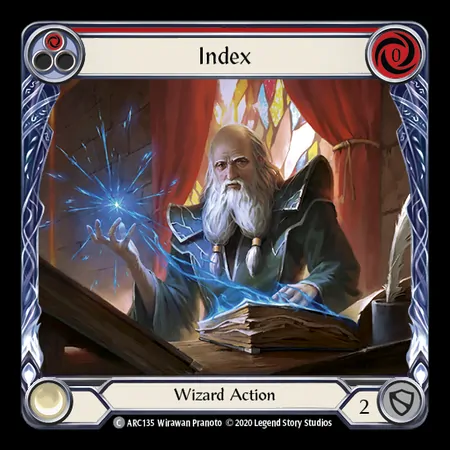 Index
0
Wizard Action
2
C ARC135 Wirawan Pranoto © 2020 Legend Story Studios